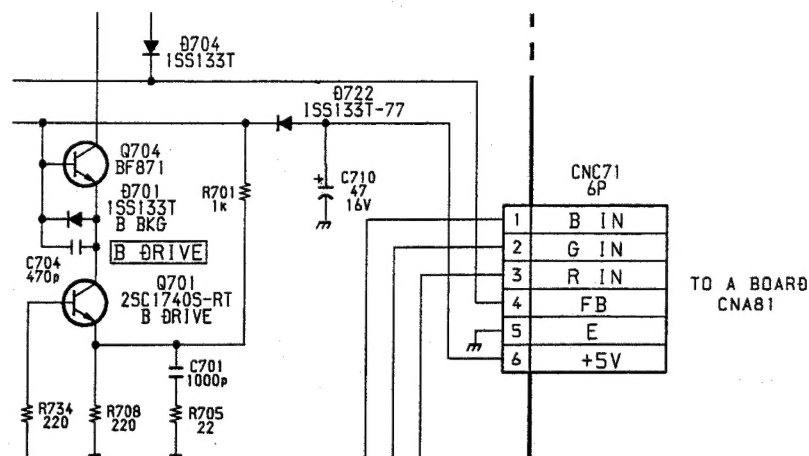 D704
1SS133T
D722
1SS133T-77
Q704
BF871
D701
1SS133T
B BKG
R701
1k
C710
47
16V
+
CNC71
6P
1 B IN
2 G IN
3 R IN
4 FB
5 E
6 +5V
TO A BOARD
CNA81
C704
470p
B DRIVE
Q701
2SC1740S-RT
B DRIVE
C701
1000p
R734
220
R708
220
R705
22